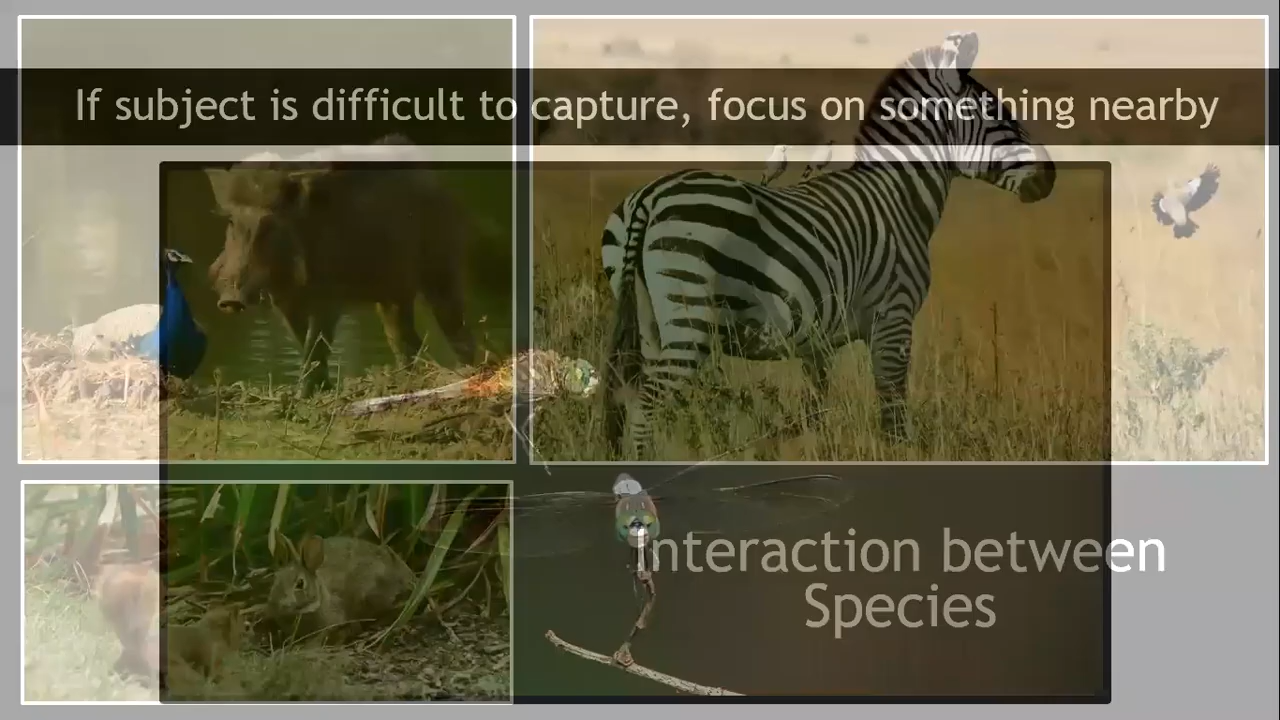 If subject is difficult to capture, focus on something nearby
Interaction between
Species